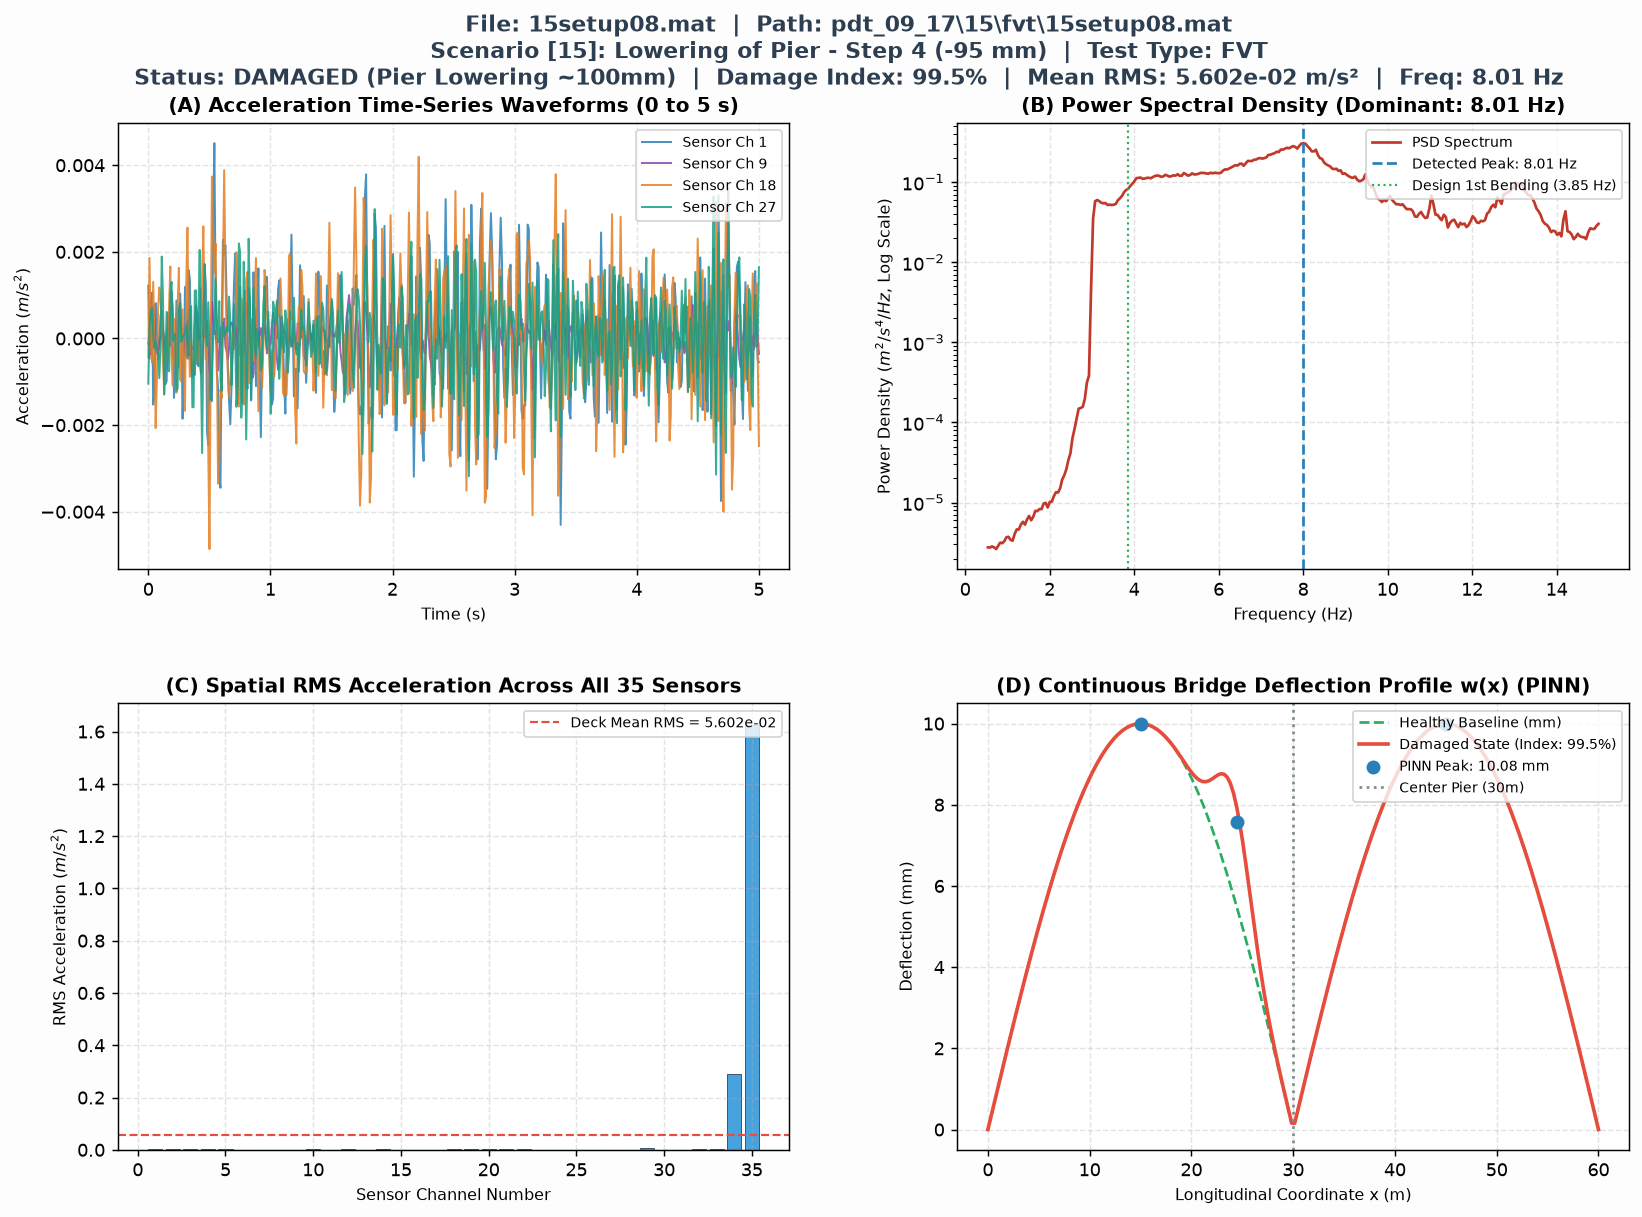 File: 15setup08.mat | Path: pdt_09_17\15\fvt\15setup08.mat
Scenario [15]: Lowering of Pier - Step 4 (-95 mm) | Test Type: FVT
Status: DAMAGED (Pier Lowering ~100mm) | Damage Index: 99.5% | Mean RMS: 5.602e-02 m/s² | Freq: 8.01 Hz
(A) Acceleration Time-Series Waveforms (0 to 5 s)
Sensor Ch 1
Sensor Ch 9
Sensor Ch 18
Sensor Ch 27
Acceleration (m/s²)
0.004
0.002
0.000
−0.002
−0.004
0 1 2 3 4 5
Time (s)
(B) Power Spectral Density (Dominant: 8.01 Hz)
PSD Spectrum
Detected Peak: 8.01 Hz
Design 1st Bending (3.85 Hz)
Power Density (m²/s⁴/Hz, Log Scale)
10⁻¹
10⁻²
10⁻³
10⁻⁴
10⁻⁵
0 2 4 6 8 10 12 14
Frequency (Hz)
(C) Spatial RMS Acceleration Across All 35 Sensors
Deck Mean RMS = 5.602e-02
RMS Acceleration (m/s²)
1.6
1.4
1.2
1.0
0.8
0.6
0.4
0.2
0.0
0 5 10 15 20 25 30 35
Sensor Channel Number
(D) Continuous Bridge Deflection Profile w(x) (PINN)
Healthy Baseline (mm)
Damaged State (Index: 99.5%)
PINN Peak: 10.08 mm
Center Pier (30m)
Deflection (mm)
10
8
6
4
2
0
0 10 20 30 40 50 60
Longitudinal Coordinate x (m)